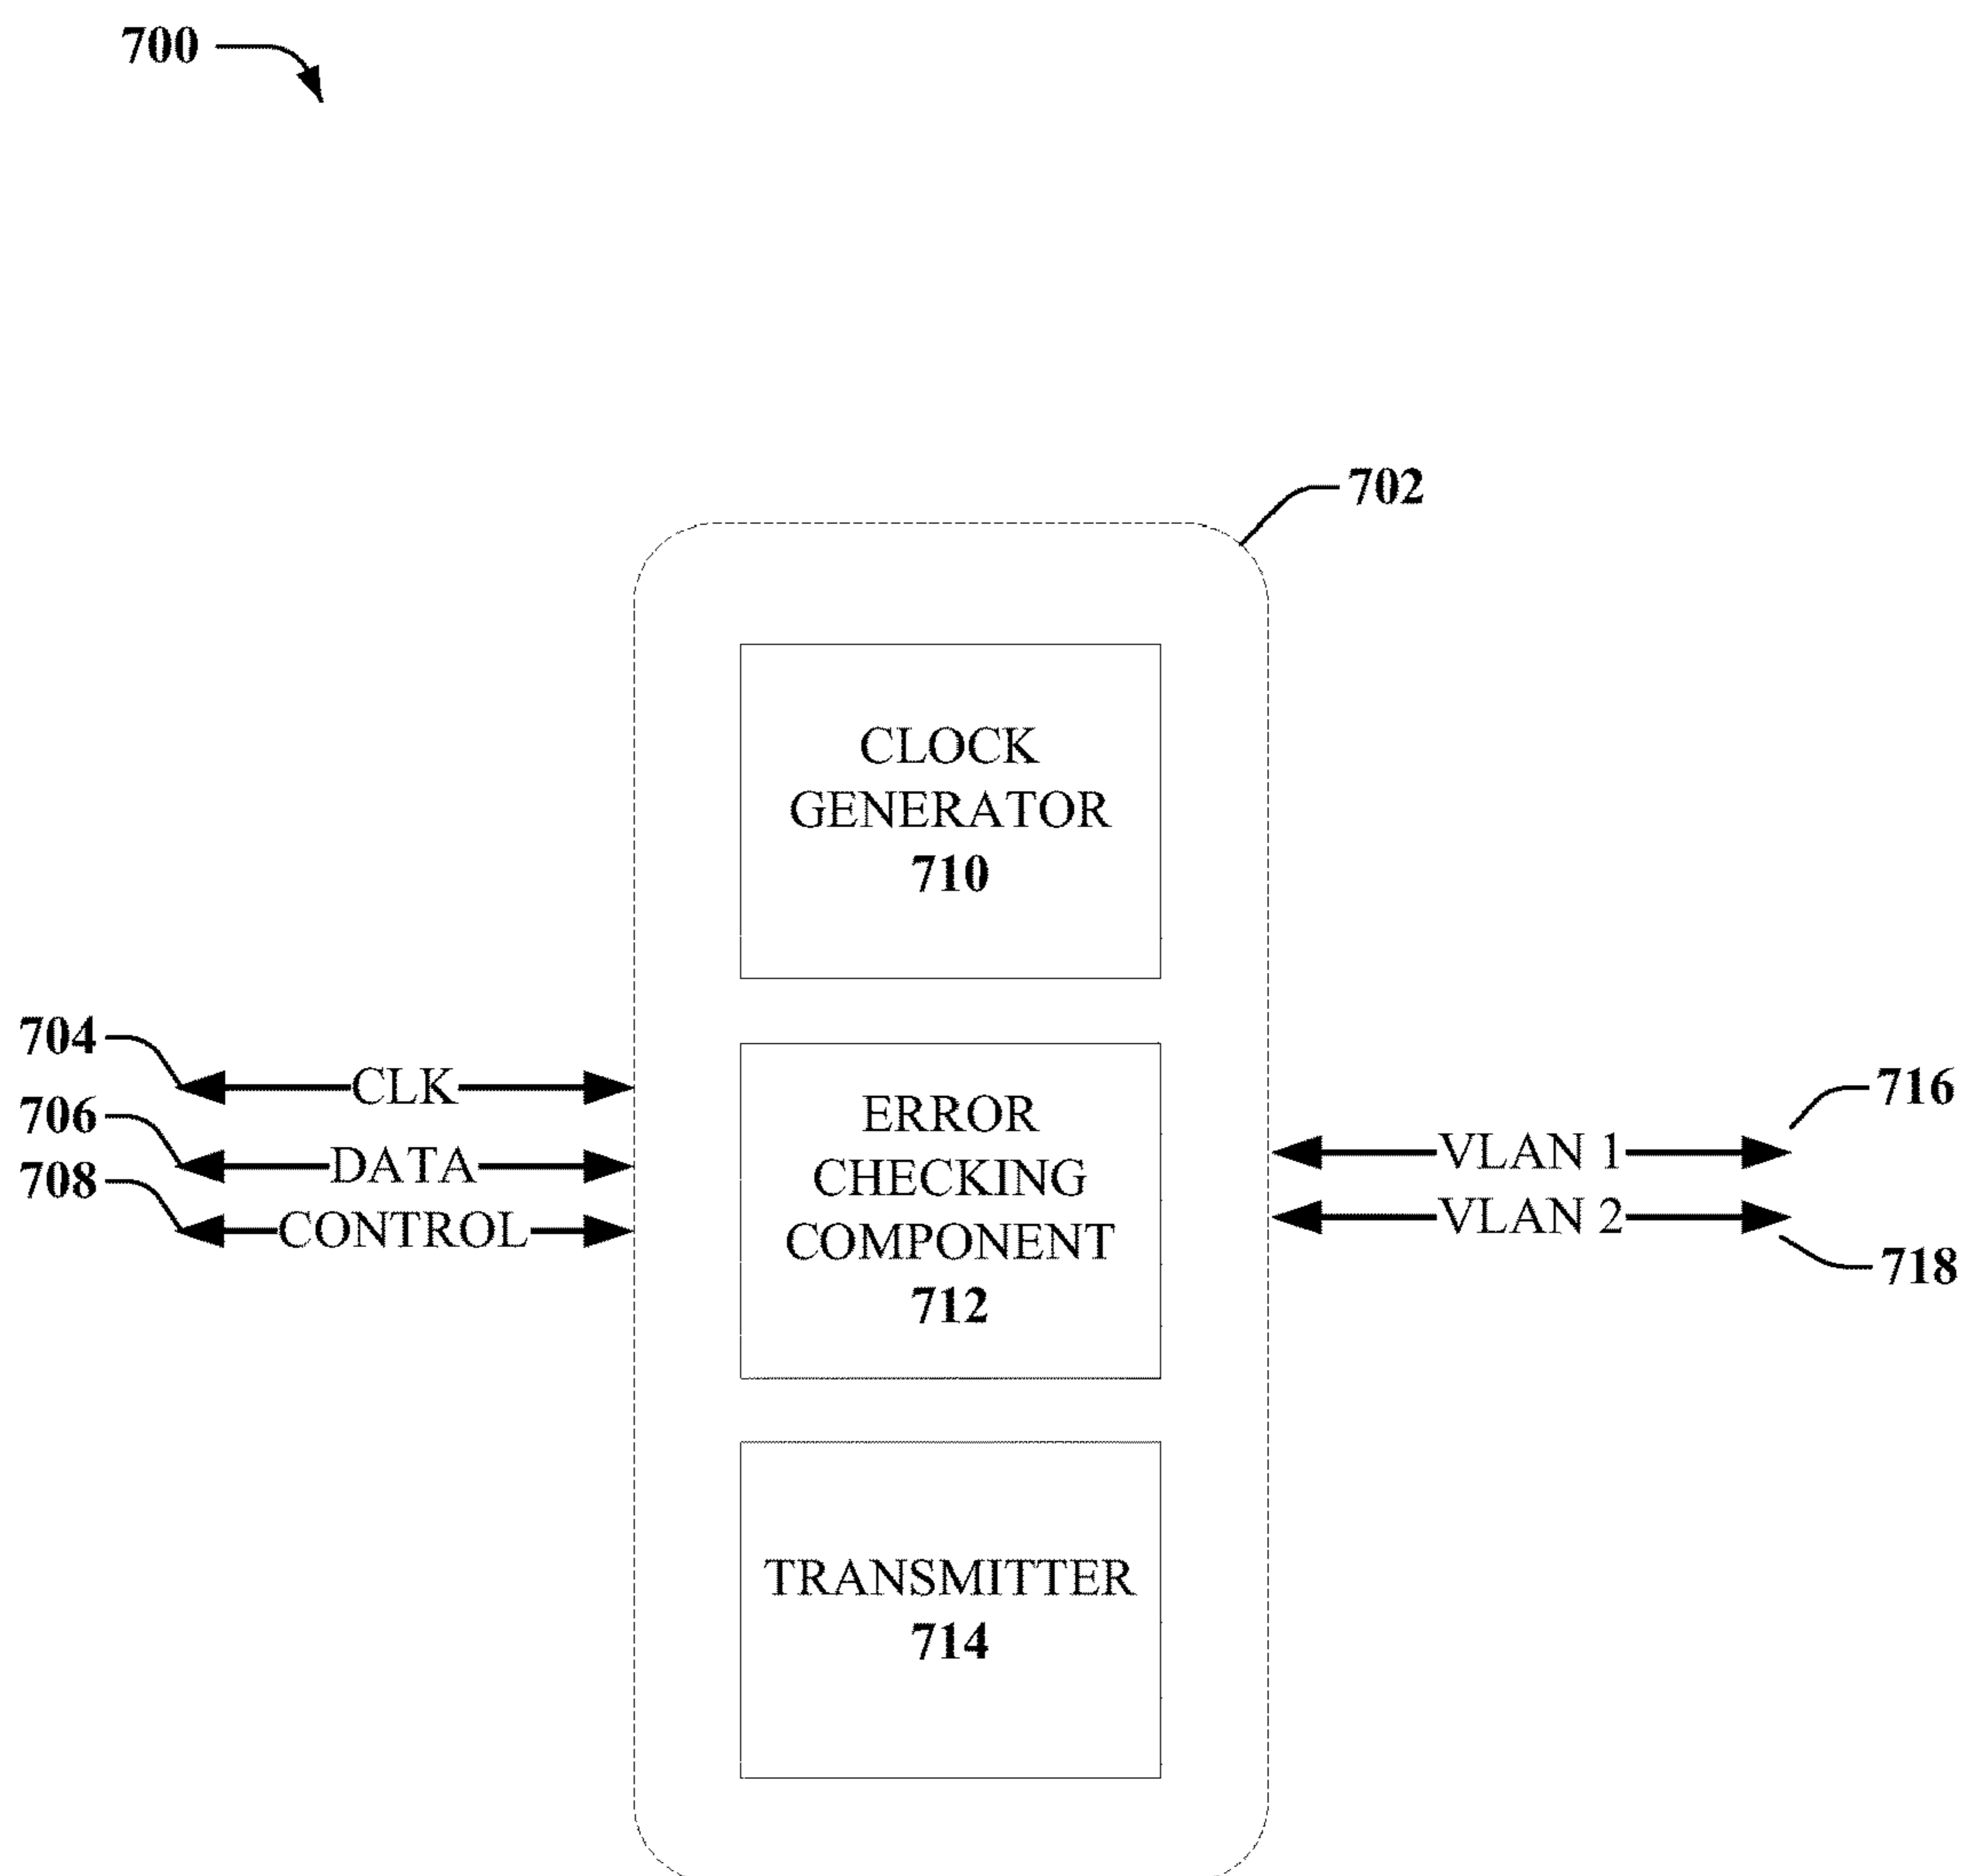 700
702
CLOCK
GENERATOR
710
704
CLK
706
DATA
708
CONTROL
ERROR
CHECKING
COMPONENT
712
716
VLAN 1
VLAN 2
718
TRANSMITTER
714